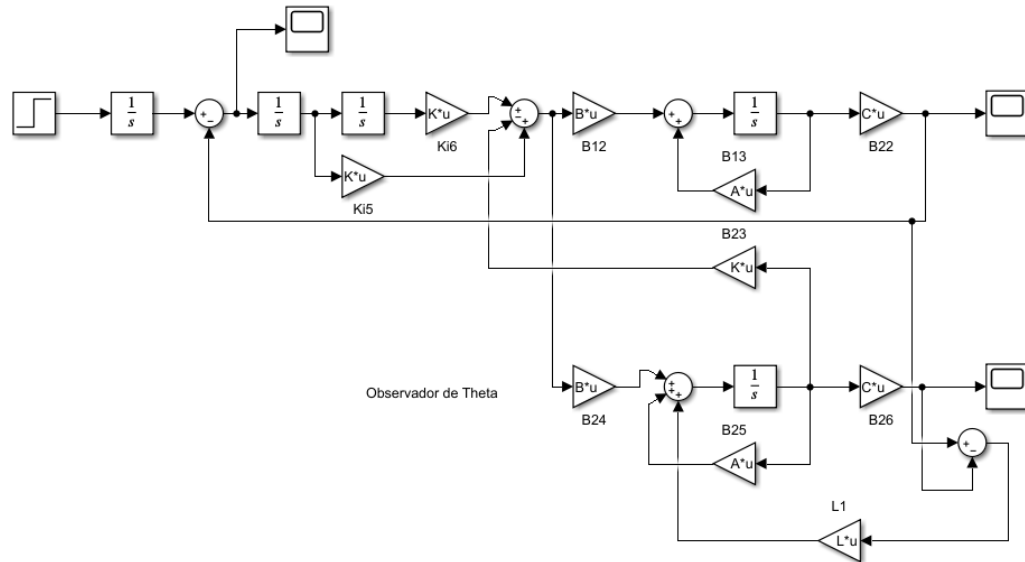 1
s
+
−
1
s
1
s
K*u
Ki6
+
−
+
B*u
B12
+
+
1
s
B13
C*u
B22
K*u
Ki5
A*u
B23
K*u
Observador de Theta
B*u
B24
+
+
+
1
s
B25
C*u
B26
+
−
A*u
L1
L*u